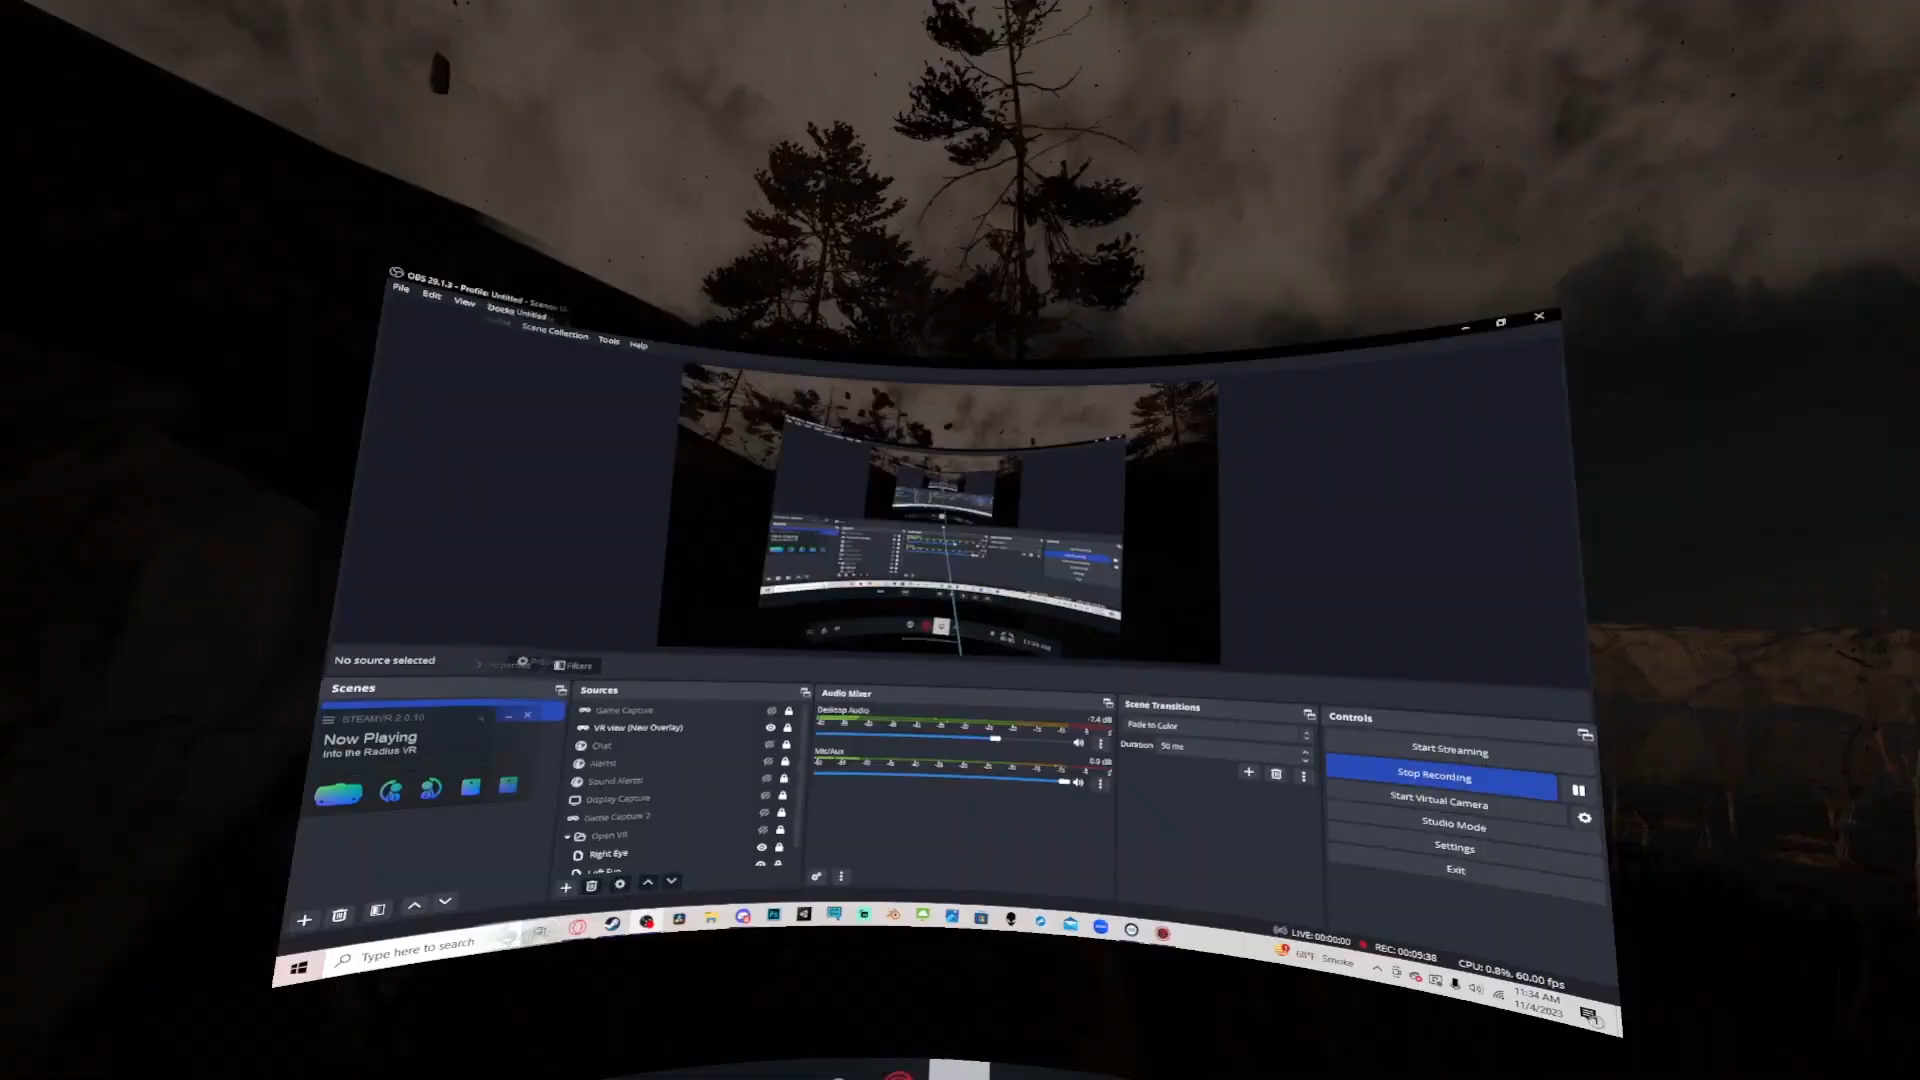 OBS 29.1.3 - Profile: Untitled - Scenes: U
File Edit View Docks Untitled
Scene Collection Tools Help
No source selected
Filters
Scenes
STEAMVR 2.0.10
Now Playing
Into the Radius VR
Sources
Game Capture
VR view (New Overlay)
Chat
Alerts!
Sound Alerts!
Display Capture
Game Capture 2
Open VR
Right Eye
Left Eye
Audio Mixer
Desktop Audio
-7.4 dB
Mic/Aux
0.0 dB
Scene Transitions
Fade to Color
Duration 50 ms
Controls
Start Streaming
Stop Recording
Start Virtual Camera
Studio Mode
Settings
Exit
LIVE: 00:00:00 REC: 00:05:38 CPU: 0.8%, 60.00 fps
Type here to search
68°F Smoke
11:34 AM
11/4/2023